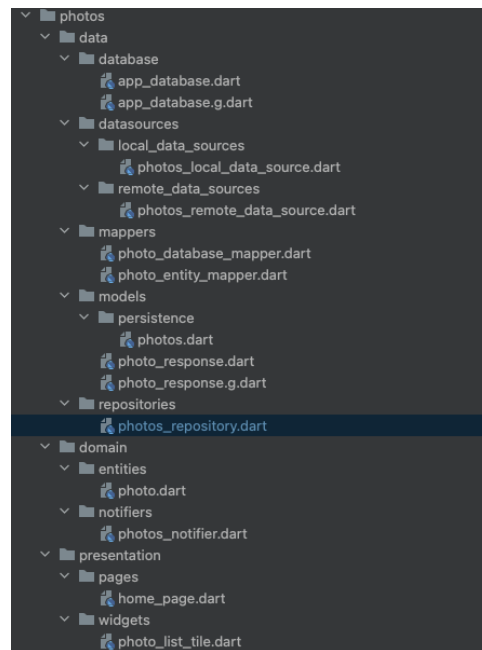 photos
data
database
app_database.dart
app_database.g.dart
datasources
local_data_sources
photos_local_data_source.dart
remote_data_sources
photos_remote_data_source.dart
mappers
photo_database_mapper.dart
photo_entity_mapper.dart
models
persistence
photos.dart
photo_response.dart
photo_response.g.dart
repositories
photos_repository.dart
domain
entities
photo.dart
notifiers
photos_notifier.dart
presentation
pages
home_page.dart
widgets
photo_list_tile.dart